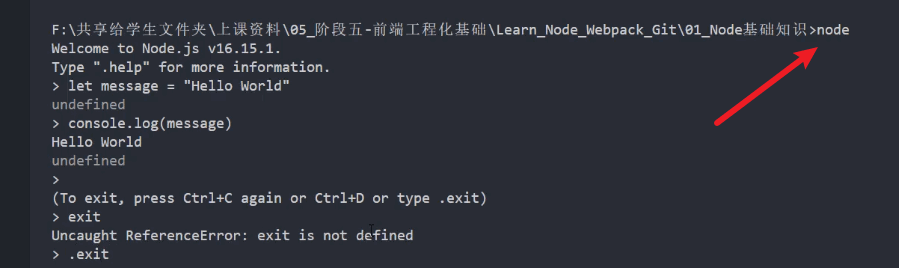 F:\共享给学生文件夹\上课资料\05_阶段五-前端工程化基础\Learn_Node_Webpack_Git\01_Node基础知识>node
Welcome to Node.js v16.15.1.
Type ".help" for more information.
> let message = "Hello World"
undefined
> console.log(message)
Hello World
undefined
>
(To exit, press Ctrl+C again or Ctrl+D or type .exit)
> exit
Uncaught ReferenceError: exit is not defined
> .exit